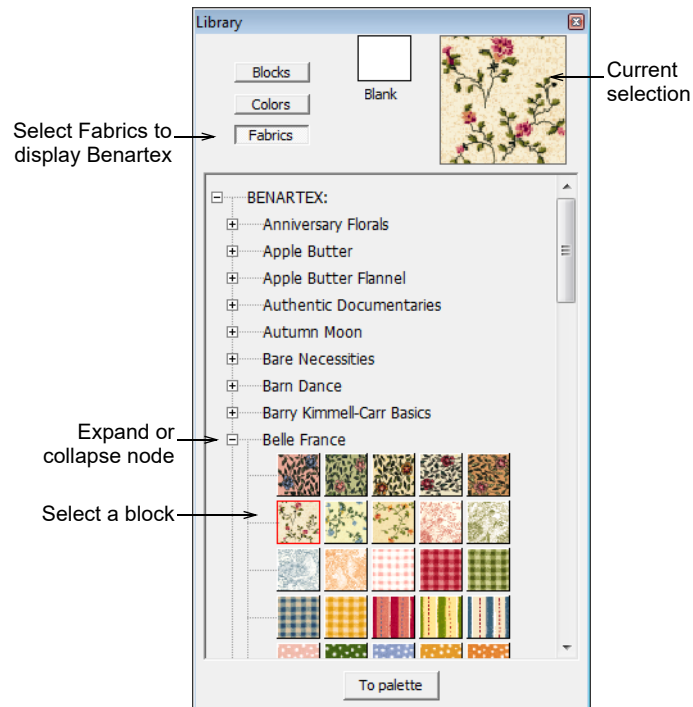 Library
Blocks
Blank
Current
selection
Colors
Select Fabrics to
display Benartex
Fabrics
BENARTEX:
Anniversary Florals
Apple Butter
Apple Butter Flannel
Authentic Documentaries
Autumn Moon
Bare Necessities
Barn Dance
Barry Kimmell-Carr Basics
Expand or
collapse node
Belle France
Select a block
To palette